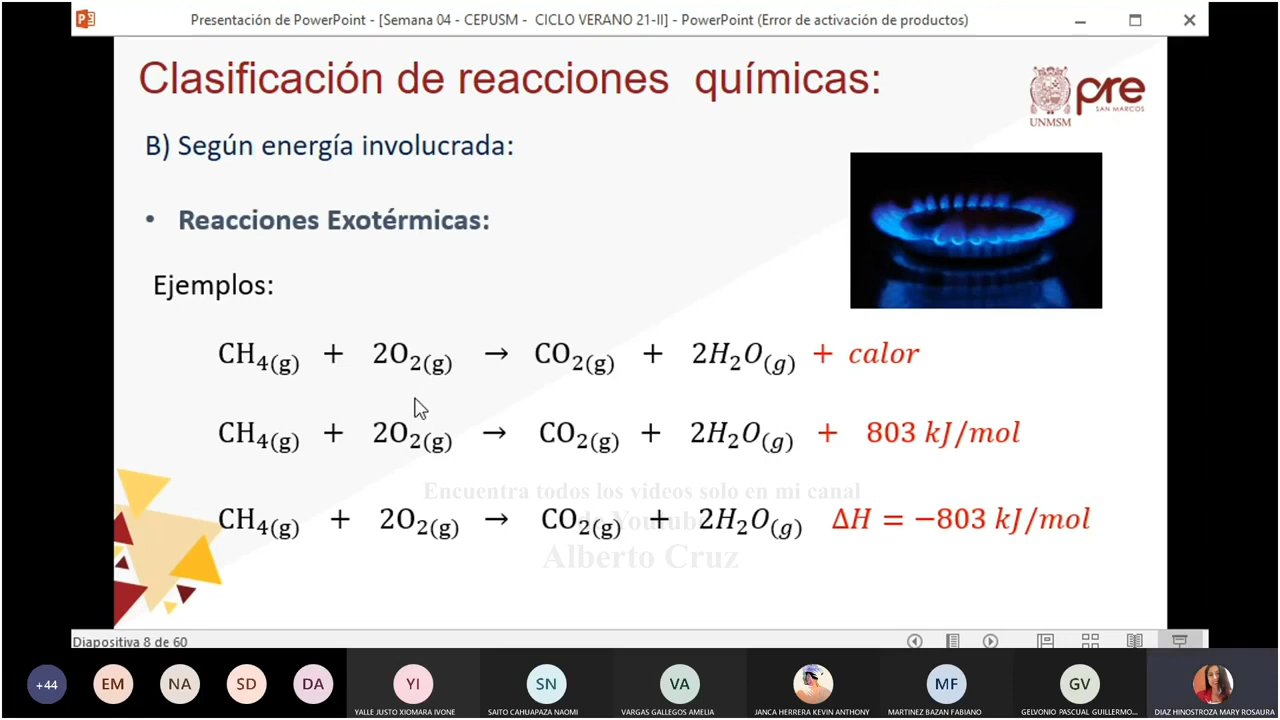 Presentación de PowerPoint - [Semana 04 - CEPUSM - CICLO VERANO 21-II] - PowerPoint (Error de activación de productos)
Clasificación de reacciones químicas:
UNMSM
pre
SAN MARCOS
B) Según energía involucrada:
• Reacciones Exotérmicas:
Ejemplos:
CH₄(g) + 2O₂(g) → CO₂(g) + 2H₂O(g) + calor
CH₄(g) + 2O₂(g) → CO₂(g) + 2H₂O(g) + 803 kJ/mol
Encuentra todos los videos solo en mi canal
de Youtube
CH₄(g) + 2O₂(g) → CO₂(g) + 2H₂O(g) ΔH = −803 kJ/mol
Alberto Cruz
Diapositiva 8 de 60
+44 EM NA SD DA YI SN VA MF GV
YALLE JUSTO XIOMARA IVONE SAITO CAHUAPAZA NAOMI VARGAS GALLEGOS AMELIA JANCA HERRERA KEVIN ANTHONY MARTINEZ BAZAN FABIANO GELVONIO PASCUAL GUILLERMO... DIAZ HINOSTROZA MARY ROSAURA